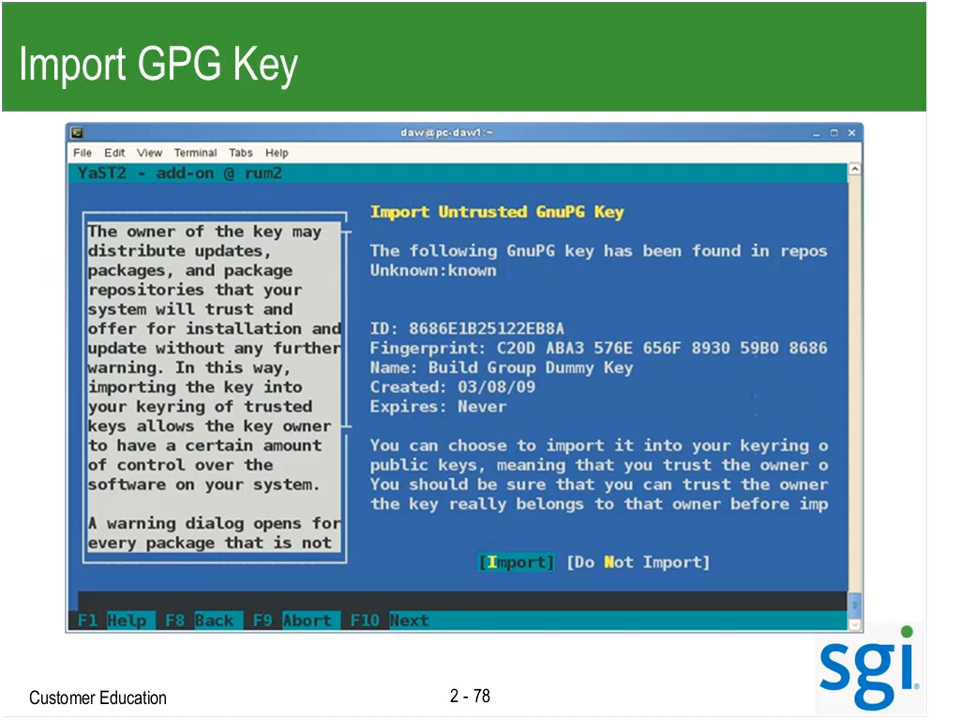 Import GPG Key
daw@pc-daw1:~
File Edit View Terminal Tabs Help
YaST2 - add-on @ rum2
The owner of the key may
distribute updates,
packages, and package
repositories that your
system will trust and
offer for installation and
update without any further
warning. In this way,
importing the key into
your keyring of trusted
keys allows the key owner
to have a certain amount
of control over the
software on your system.
A warning dialog opens for
every package that is not
Import Untrusted GnuPG Key
The following GnuPG key has been found in repos
Unknown:known
ID: 8686E1B25122EB8A
Fingerprint: C20D ABA3 576E 656F 8930 59B0 8686
Name: Build Group Dummy Key
Created: 03/08/09
Expires: Never
You can choose to import it into your keyring o
public keys, meaning that you trust the owner o
You should be sure that you can trust the owner
the key really belongs to that owner before imp
[Import] [Do Not Import]
F1 Help F8 Back F9 Abort F10 Next
sgi
Customer Education
2 - 78